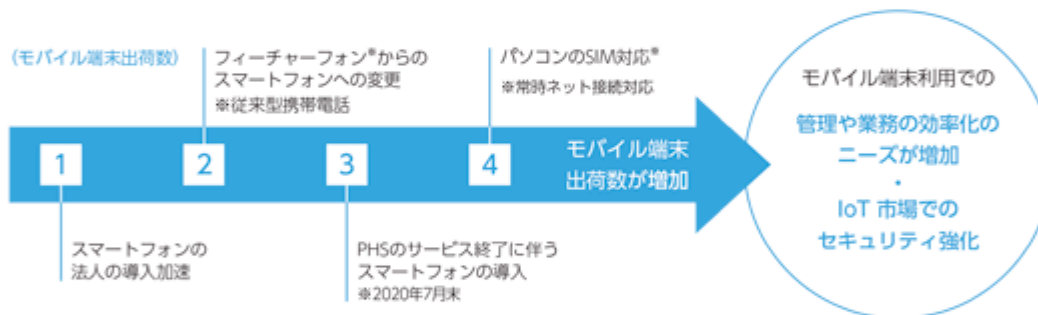 (モバイル端末出荷数)
フィーチャーフォン※からの
スマートフォンへの変更
※従来型携帯電話
パソコンのSIM対応※
※常時ネット接続対応
1
2
3
4
モバイル端末
出荷数が増加
スマートフォンの
法人の導入加速
PHSのサービス終了に伴う
スマートフォンの導入
※2020年7月末
モバイル端末利用での
管理や業務の効率化の
ニーズが増加
・
IoT 市場での
セキュリティ強化